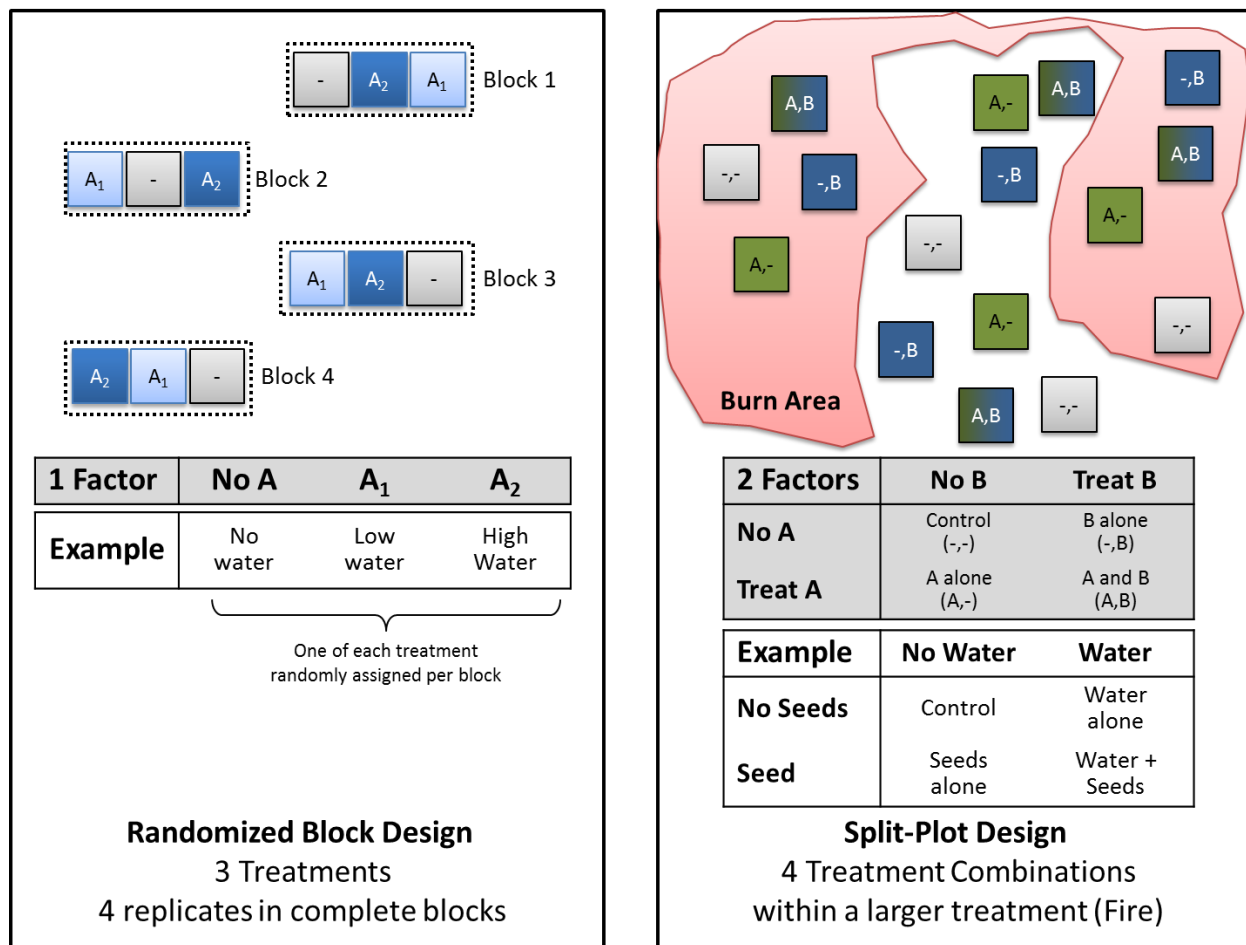 - A₂ A₁ Block 1
A₁ - A₂ Block 2
A₁ A₂ - Block 3
A₂ A₁ - Block 4
1 Factor No A A₁ A₂
Example No water Low water High Water
One of each treatment
randomly assigned per block
Randomized Block Design
3 Treatments
4 replicates in complete blocks
-,B
A,B
A,B
A,-
A,B
-,-
-,B
-,B
A,-
-,-
A,-
A,-
-,-
-,B
Burn Area
A,B
-,-
2 Factors No B Treat B
No A Control (-,-) B alone (-,B)
Treat A A alone (A,-) A and B (A,B)
Example No Water Water
No Seeds Control Water alone
Seed Seeds alone Water + Seeds
Split-Plot Design
4 Treatment Combinations
within a larger treatment (Fire)